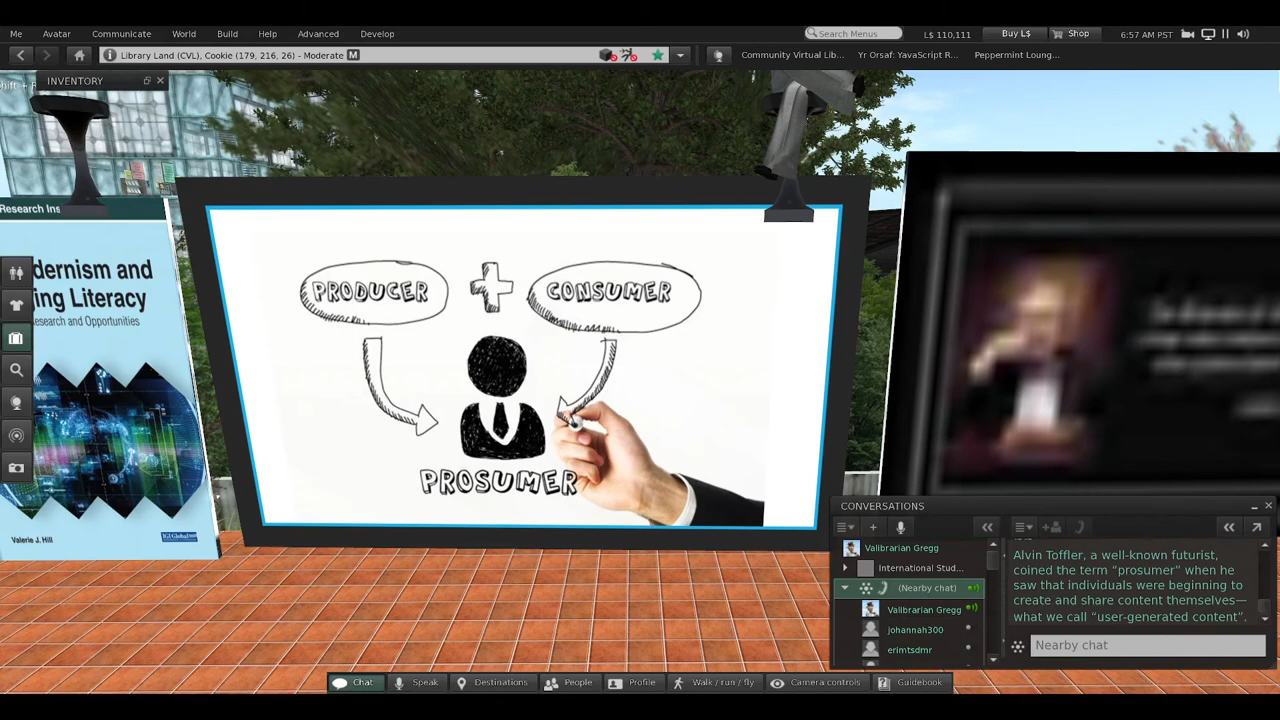 Me Avatar Communicate World Build Help Advanced Develop
Search Menus
L$ 110,111
Buy L$
Shop
6:57 AM PST
Library Land (CVL), Cookie (179, 216, 26) - Moderate M
Community Virtual Lib...
Yr Orsaf: YavaScript R...
Peppermint Loung...
INVENTORY
Research Ins
dernism and
ing Literacy
Research and Opportunities
Valerie J. Hill
IGI Global
PRODUCER + CONSUMER
PROSUMER
CONVERSATIONS
Valibrarian Gregg
International Stud...
(Nearby chat)
Valibrarian Gregg
johannah300
erimtsdmr
Alvin Toffler, a well-known futurist,
coined the term “prosumer” when he
saw that individuals were beginning to
create and share content themselves—
what we call “user-generated content”.
Nearby chat
Chat Speak Destinations People Profile Walk / run / fly Camera controls Guidebook